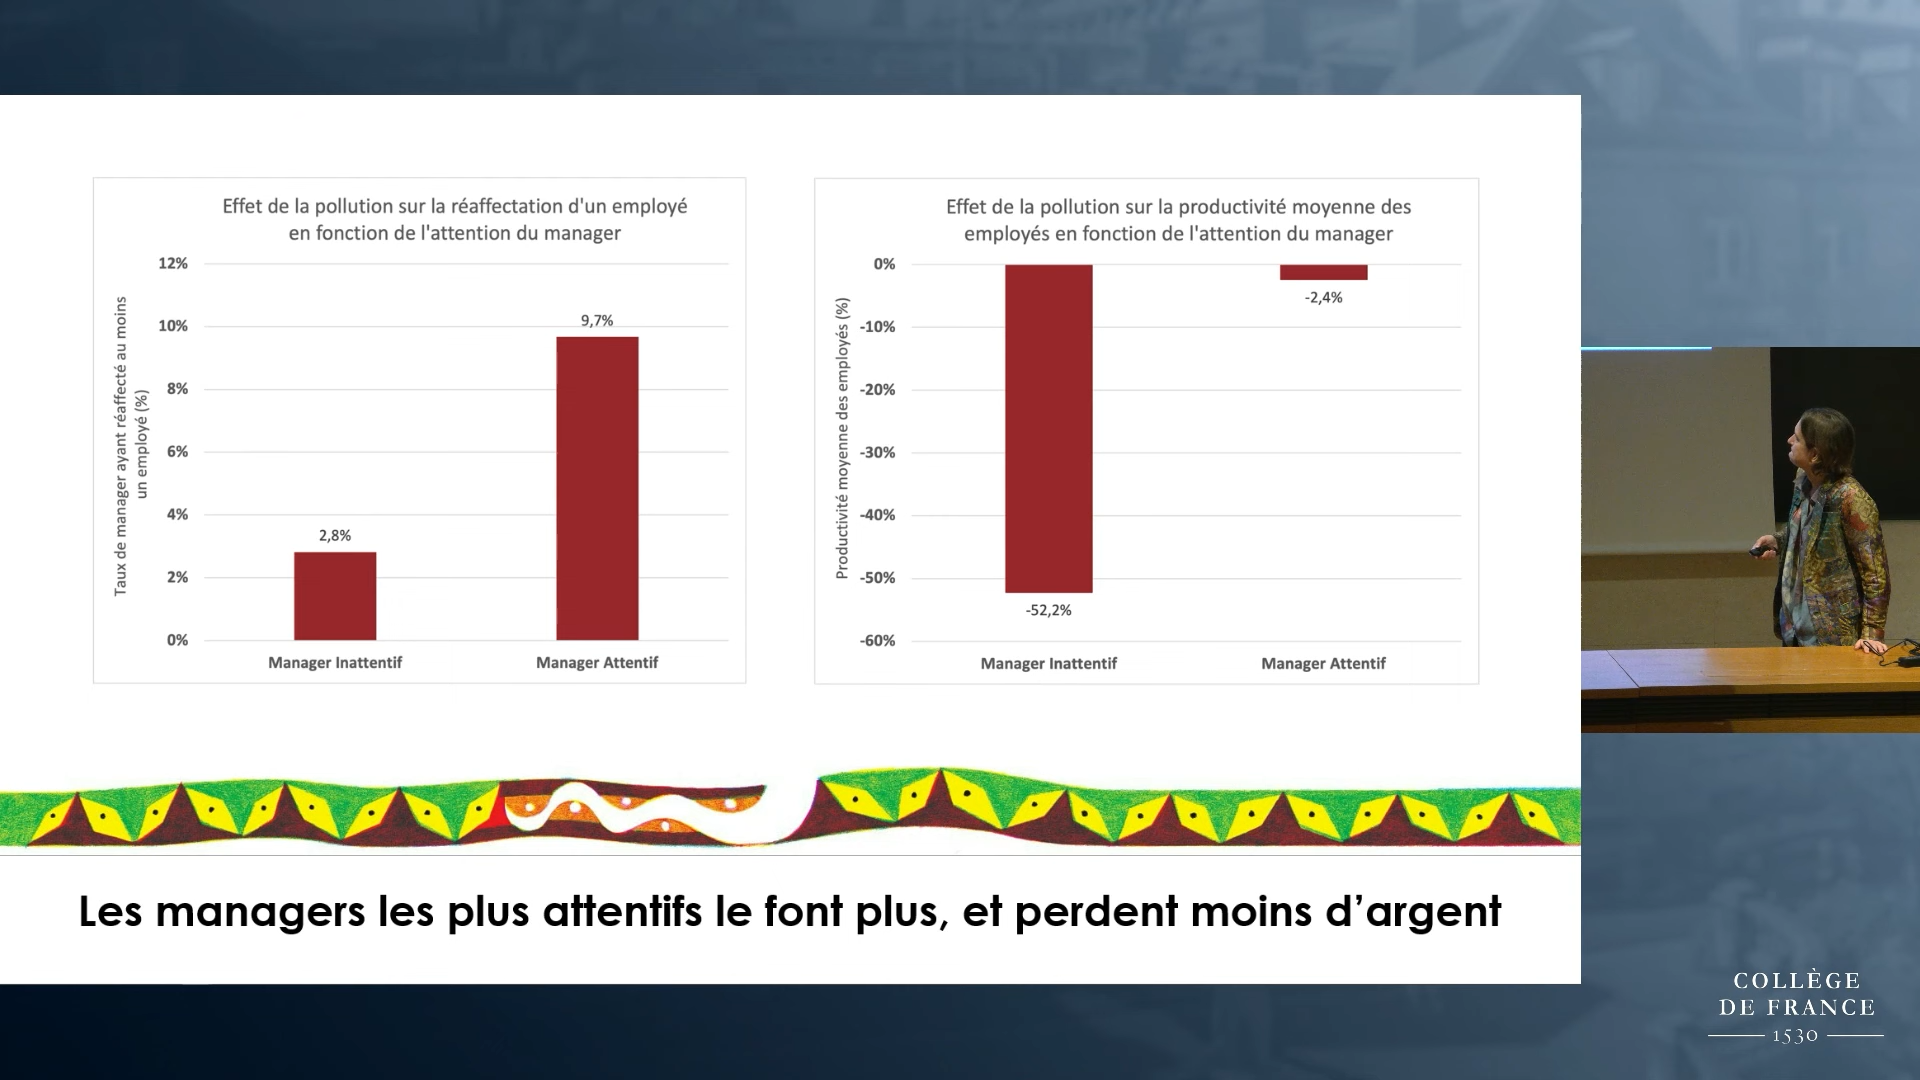 Effet de la pollution sur la réaffectation d'un employé
en fonction de l'attention du manager
Taux de manager ayant réaffecté au moins
un employé (%)
12%
10%
8%
6%
4%
2%
0%
2,8%
9,7%
Manager Inattentif
Manager Attentif
Effet de la pollution sur la productivité moyenne des
employés en fonction de l'attention du manager
Productivité moyenne des employés (%)
0%
-10%
-20%
-30%
-40%
-50%
-60%
-52,2%
-2,4%
Manager Inattentif
Manager Attentif
Les managers les plus attentifs le font plus, et perdent moins d’argent
COLLÈGE
DE FRANCE
1530